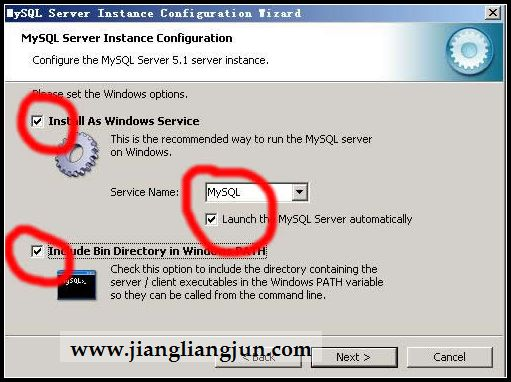 MySQL Server Instance Configuration Wizard
MySQL Server Instance Configuration
Configure the MySQL Server 5.1 server instance.
Please set the Windows options.
Install As Windows Service
This is the recommended way to run the MySQL server
on Windows.
Service Name: MySQL
Launch the MySQL Server automatically
Include Bin Directory in Windows PATH
Check this option to include the directory containing the
server / client executables in the Windows PATH variable
so they can be called from the command line.
MySQL>_
www.jiangliangjun.com
< Back Next > Cancel